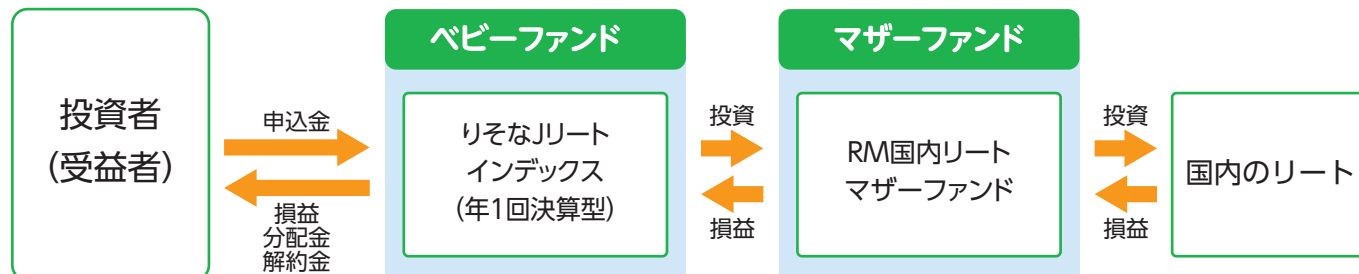 投資者
(受益者)
申込金
損益
分配金
解約金
ベビーファンド
りそなJリート
インデックス
(年1回決算型)
投資
損益
マザーファンド
RM国内リート
マザーファンド
投資
損益
国内のリート